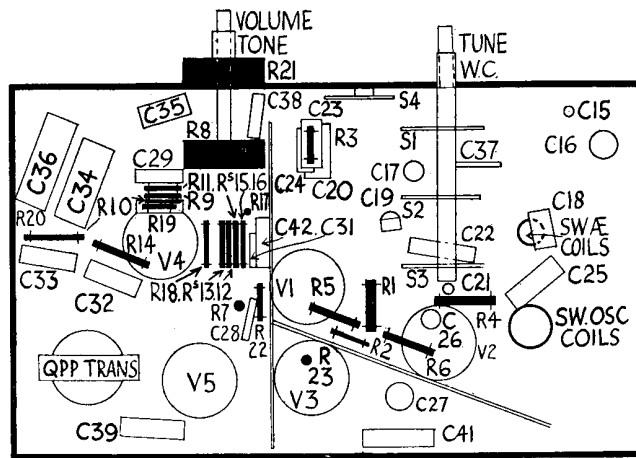 VOLUME
TONE
TUNE
W.C.
R21
C35
C38
C23
S4
C15
R8
R3
S1
C16
C36
C34
C29
C37
R11
R9
Rs15.16
R17
C24
C20
C17
C19
S2
C18
R10
R19
R20
R14
V4
C42.
C31
C22
SW.Æ
COILS
C33
C32
R18.
Rs13.12
V1
R5
R1
S3
C21
C25
R7
C28
R
22
R2
C
26
R4
SW.OSC
COILS
R6
V2
QPP TRANS
V5
R
23
V3
C27
C39
C41